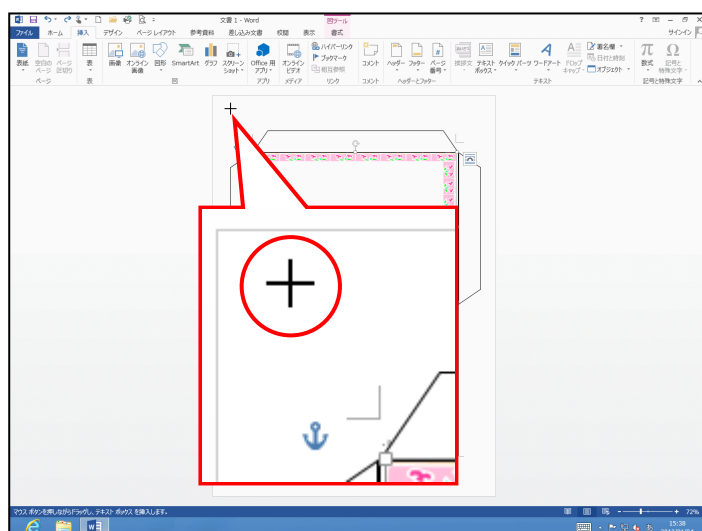 文書 1 - Word
図ツール
ファイル ホーム 挿入 デザイン ページ レイアウト 参考資料 差し込み文書 校閲 表示 書式 サインイン
表紙 空白の ページ ページ 区切り
表
画像 オンライン 画像 図形 SmartArt グラフ スクリーン ショット
Office 用 アプリ
オンライン ビデオ
ハイパーリンク
ブックマーク
相互参照
コメント
ヘッダー フッター ページ 番号
挨拶文 テキスト ボックス クイック パーツ ワードアート ドロップ キャップ
署名欄
日付と時刻
オブジェクト
数式 記号と 特殊文字
ページ 表 図 アプリ メディア リンク コメント ヘッダーとフッター テキスト 記号と特殊文字
マウス ボタンを押しながらドラッグし、テキスト ボックスを挿入します。
72%
15:38